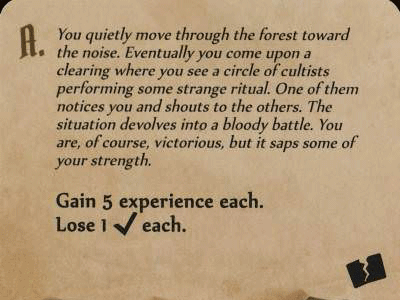 A. You quietly move through the forest toward
the noise. Eventually you come upon a
clearing where you see a circle of cultists
performing some strange ritual. One of them
notices you and shouts to the others. The
situation devolves into a bloody battle. You
are, of course, victorious, but it saps some of
your strength.
Gain 5 experience each.
Lose 1 ✓ each.